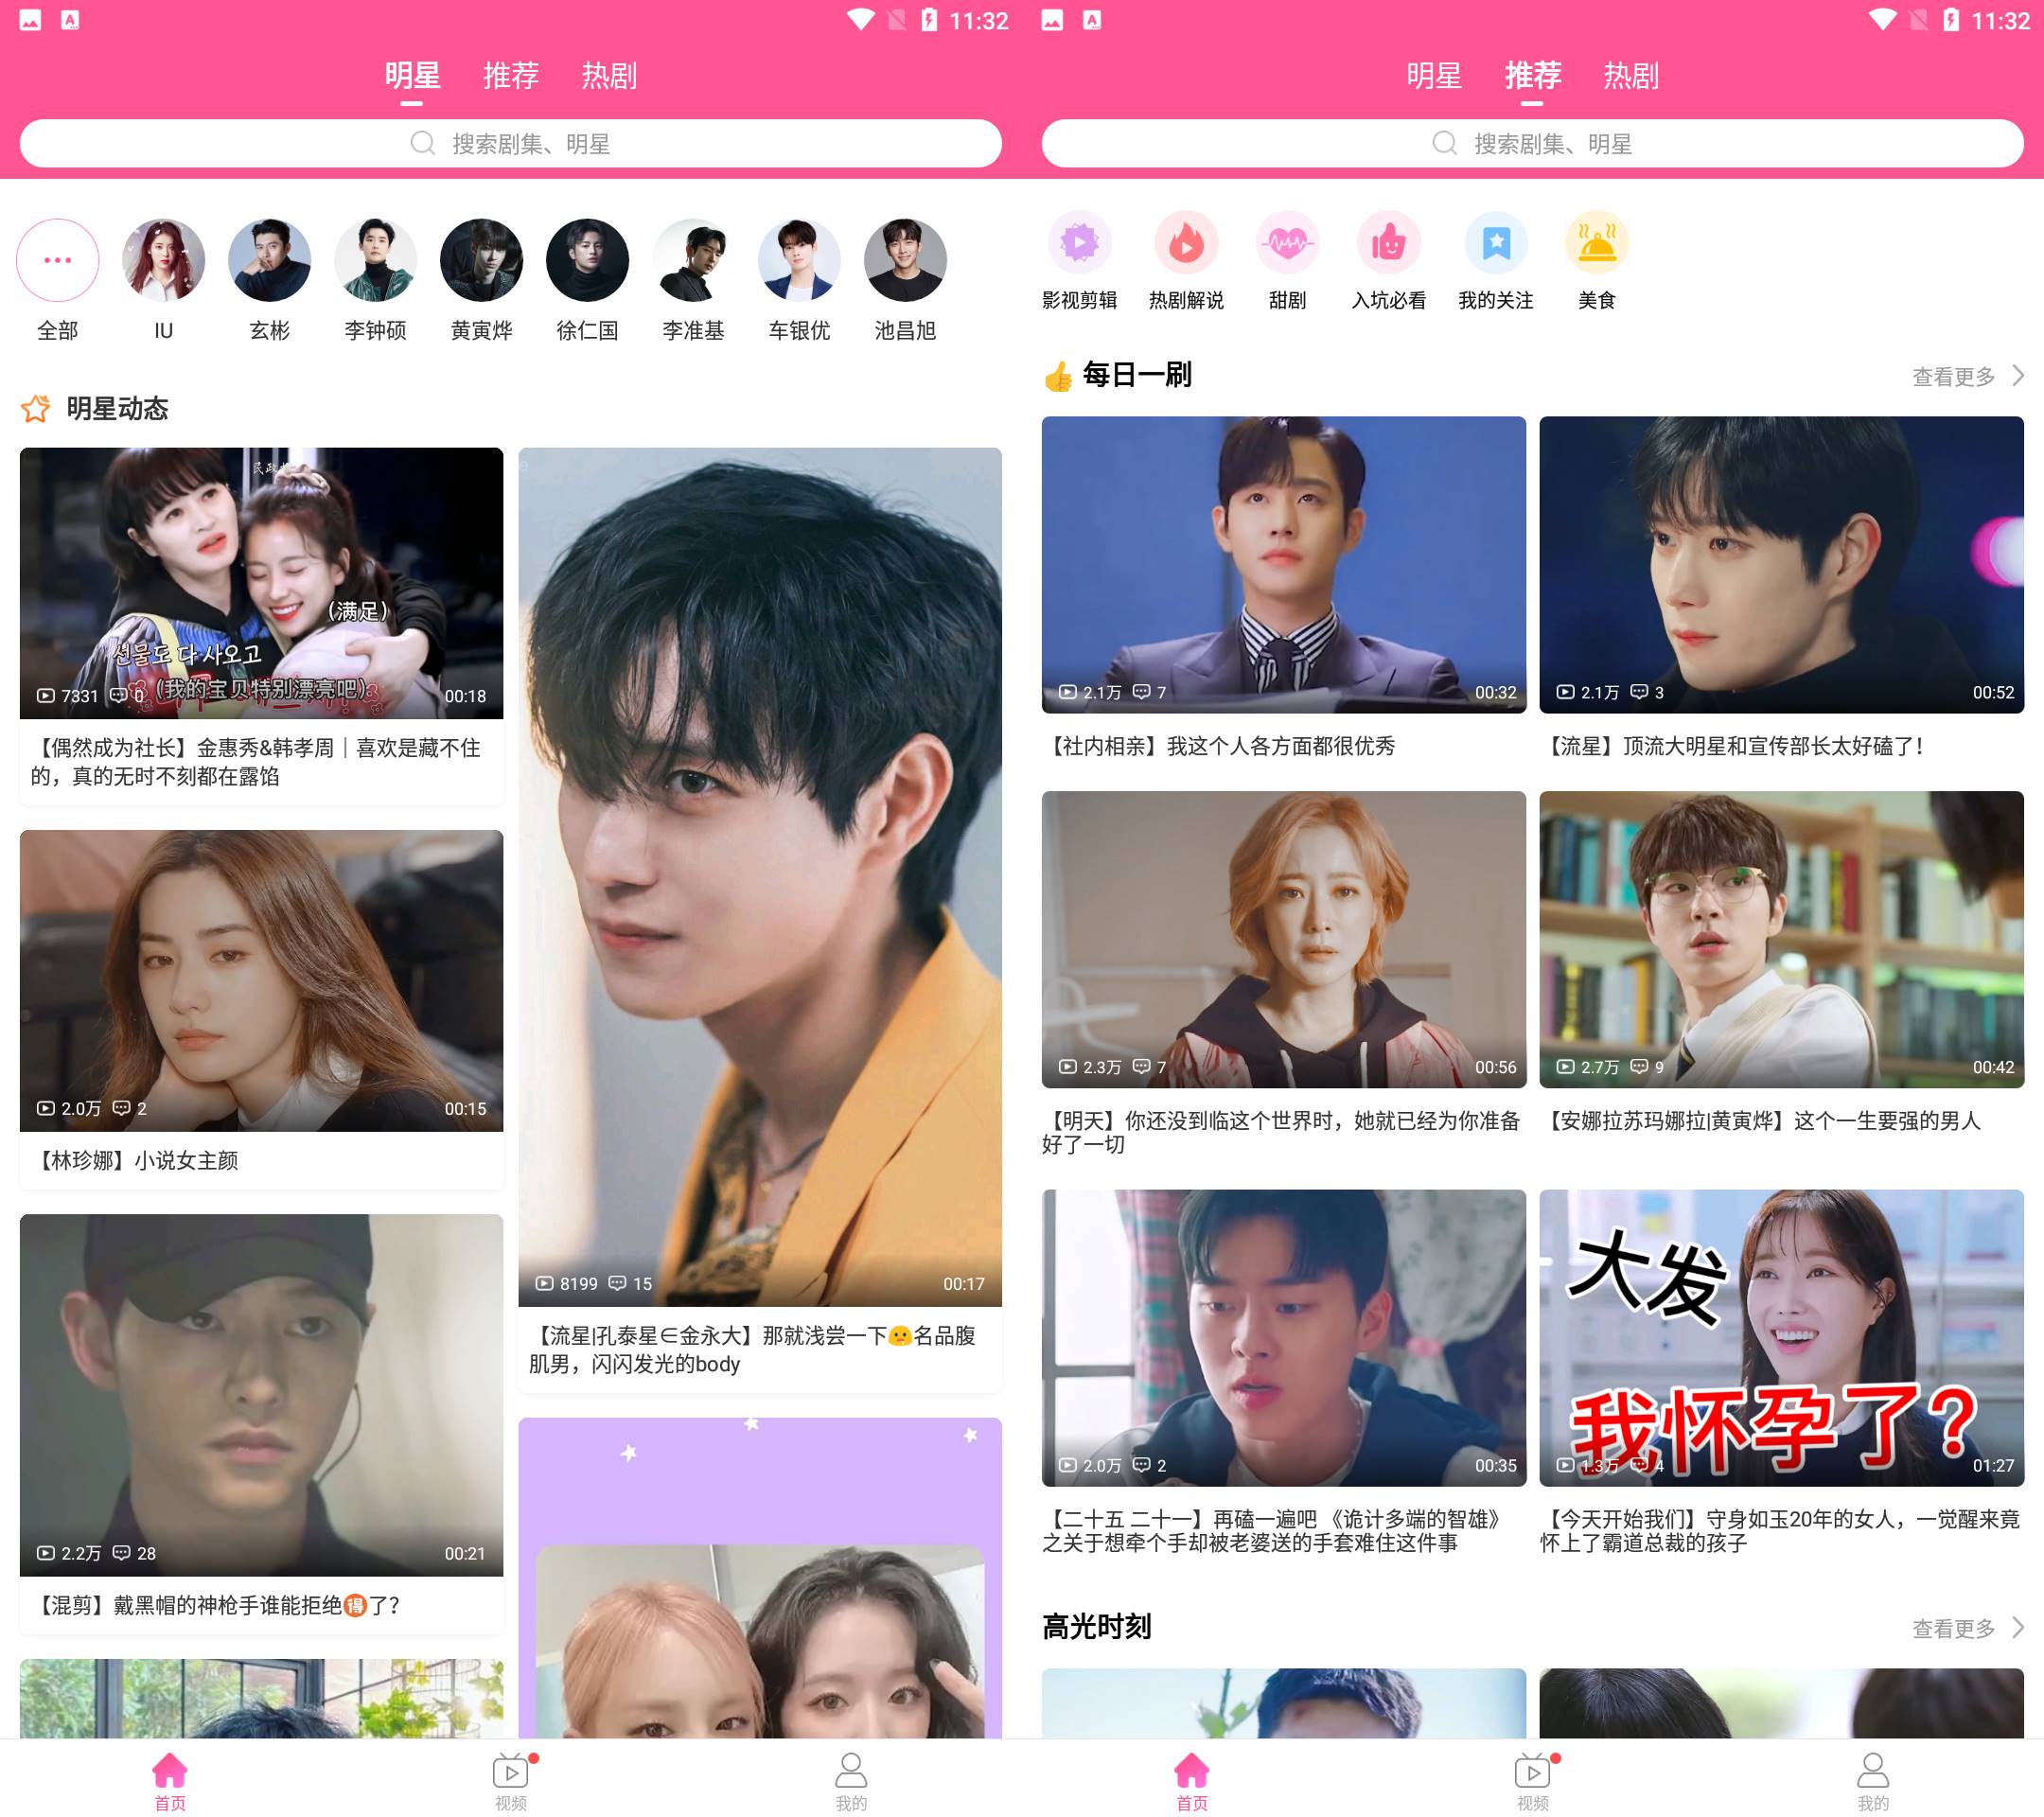 11:32
明星 推荐 热剧
搜索剧集、明星
全部 IU 玄彬 李钟硕 黄寅烨 徐仁国 李准基 车银优 池昌旭
明星动态
(满足)
선물도 다 사오고
(我的宝贝特别漂亮吧)
7331 0 00:18
【偶然成为社长】金惠秀&韩孝周｜喜欢是藏不住
的，真的无时不刻都在露馅
2.0万 2 00:15
【林珍娜】小说女主颜
2.2万 28 00:21
【混剪】戴黑帽的神枪手谁能拒绝🉐了？
8199 15 00:17
【流星|孔泰星∈金永大】那就浅尝一下🫢名品腹
肌男，闪闪发光的body
首页 视频 我的
11:32
明星 推荐 热剧
搜索剧集、明星
影视剪辑 热剧解说 甜剧 入坑必看 我的关注 美食
👍 每日一刷 查看更多
2.1万 7 00:32
【社内相亲】我这个人各方面都很优秀
2.1万 3 00:52
【流星】顶流大明星和宣传部长太好磕了！
2.3万 7 00:56
【明天】你还没到临这个世界时，她就已经为你准备
好了一切
2.7万 9 00:42
【安娜拉苏玛娜拉|黄寅烨】这个一生要强的男人
2.0万 2 00:35
【二十五 二十一】再磕一遍吧 《诡计多端的智雄》
之关于想牵个手却被老婆送的手套难住这件事
大发
我怀孕了?
1.3万 4 01:27
【今天开始我们】守身如玉20年的女人，一觉醒来竟
怀上了霸道总裁的孩子
高光时刻 查看更多
首页 视频 我的